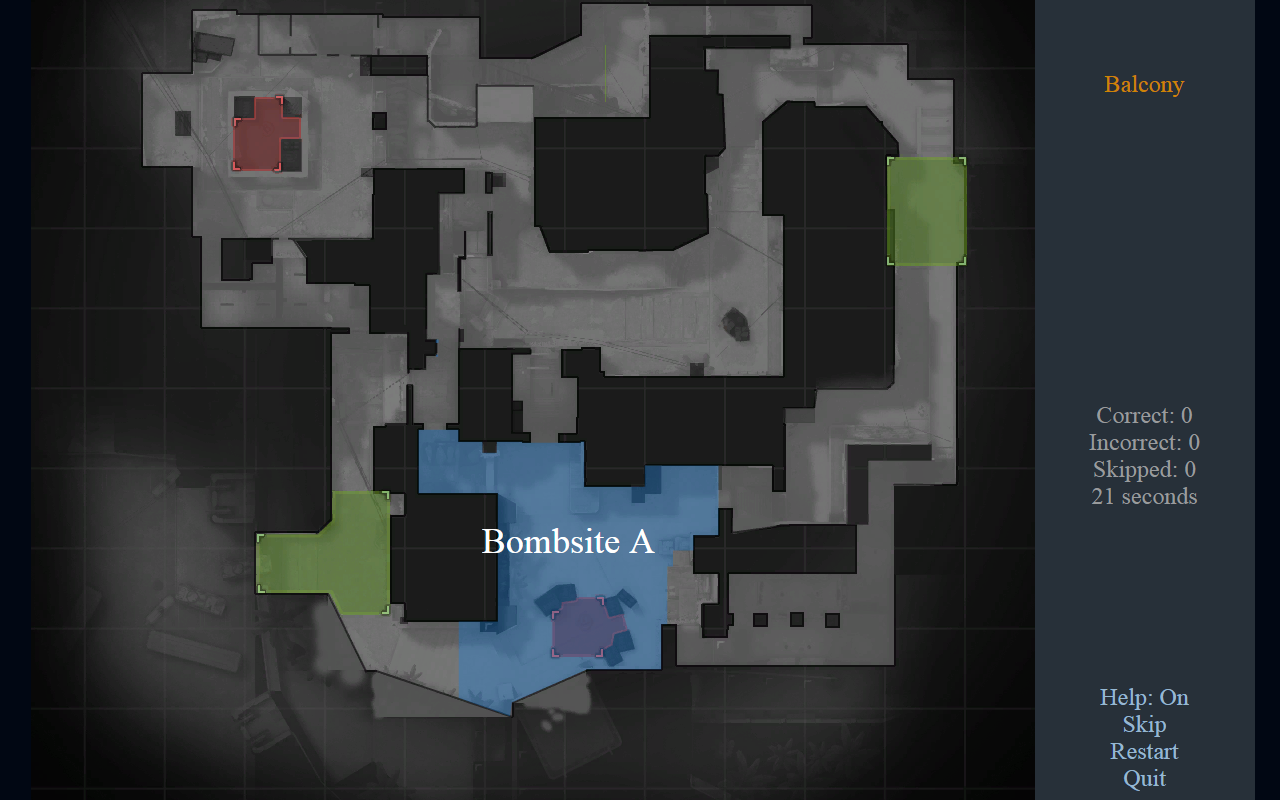 Balcony
Bombsite A
Correct: 0
Incorrect: 0
Skipped: 0
21 seconds
Help: On
Skip
Restart
Quit